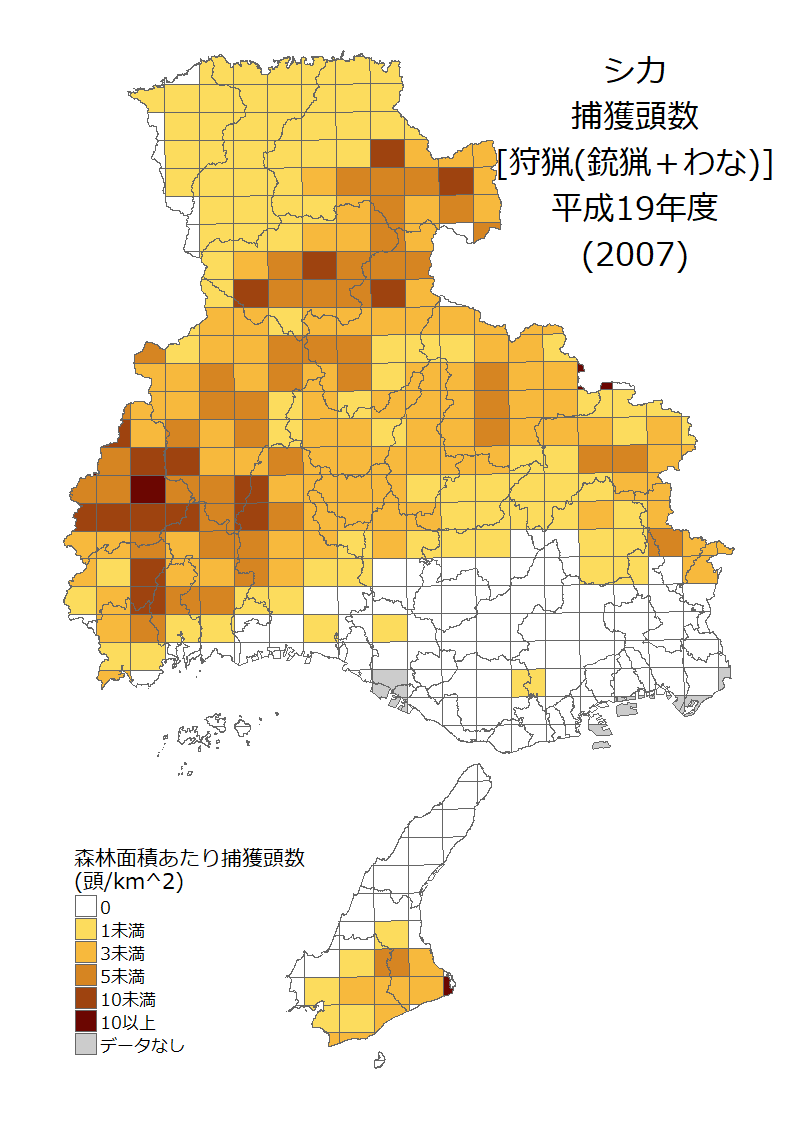 シカ
捕獲頭数
[狩猟(銃猟＋わな)]
平成19年度
(2007)
森林面積あたり捕獲頭数
(頭/km^2)
0
1未満
3未満
5未満
10未満
10以上
データなし